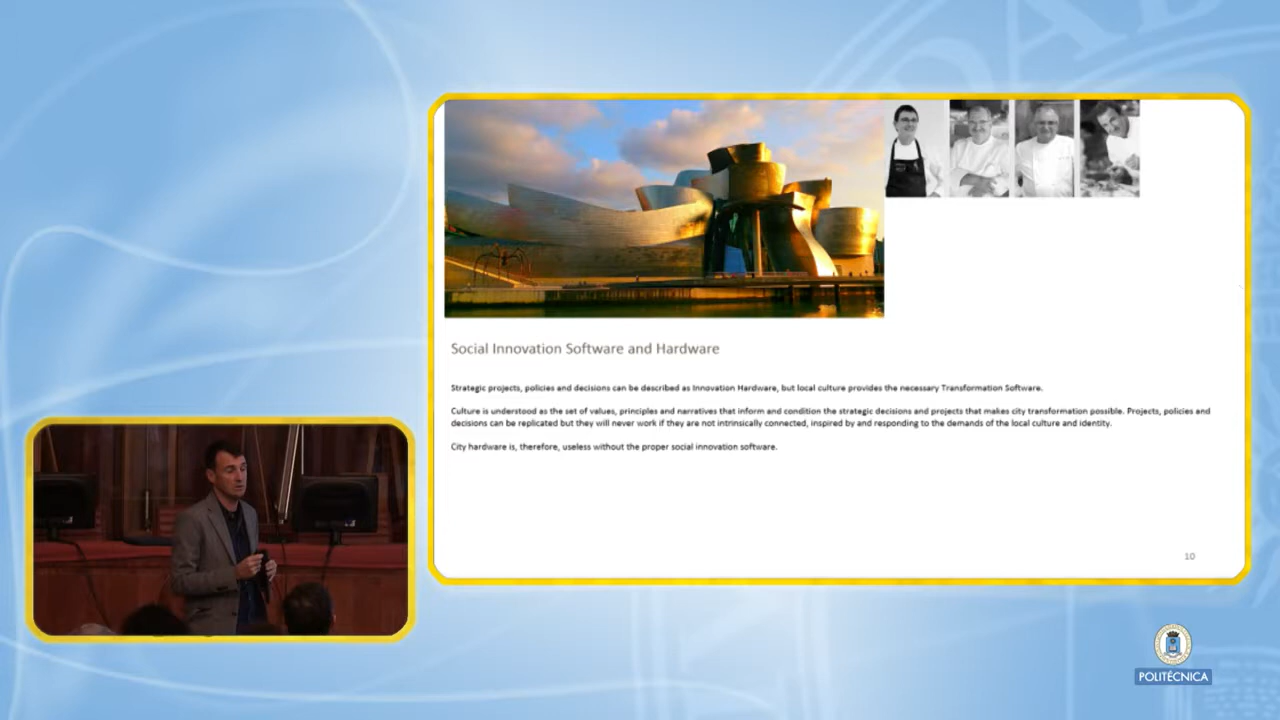 Social Innovation Software and Hardware
Strategic projects, policies and decisions can be described as Innovation Hardware, but local culture provides the necessary Transformation Software.
Culture is understood as the set of values, principles and narratives that inform and condition the strategic decisions and projects that makes city transformation possible. Projects, policies and
decisions can be replicated but they will never work if they are not intrinsically connected, inspired by and responding to the demands of the local culture and identity.
City hardware is, therefore, useless without the proper social innovation software.
10
POLITÉCNICA